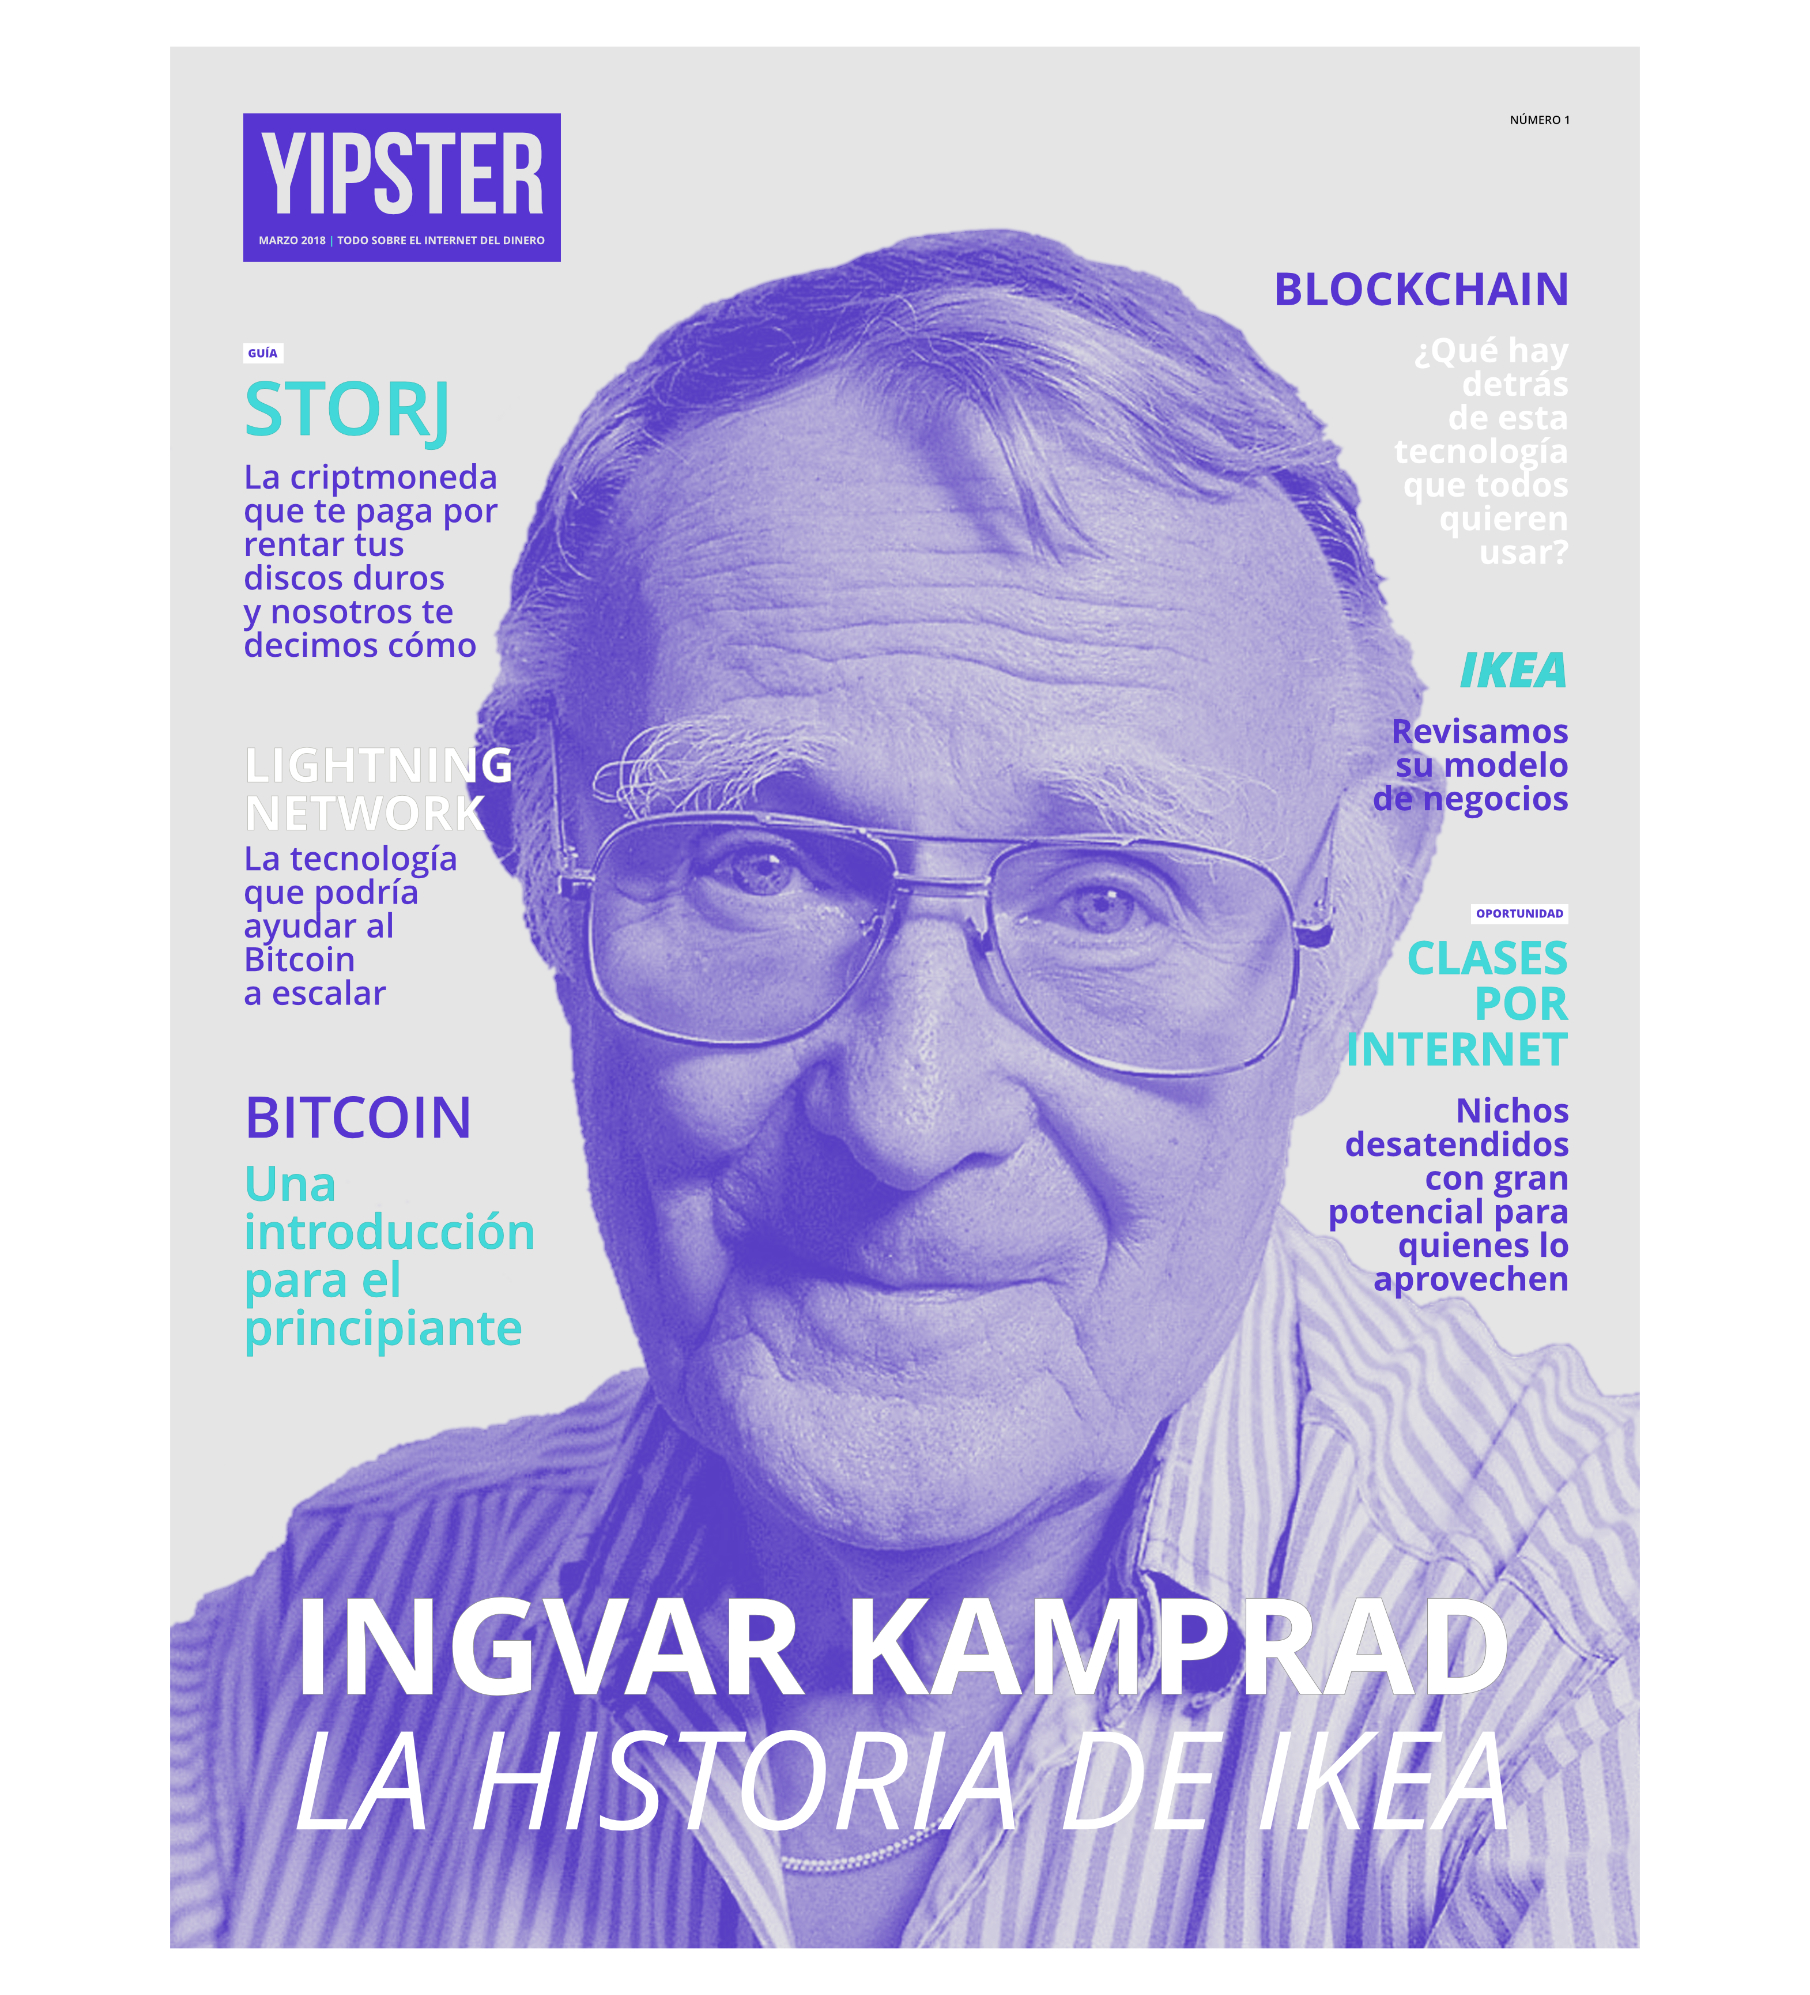 YIPSTER
MARZO 2018 | TODO SOBRE EL INTERNET DEL DINERO
NÚMERO 1
GUÍA
STORJ
La criptmoneda
que te paga por
rentar tus
discos duros
y nosotros te
decimos cómo
LIGHTNING
NETWORK
La tecnología
que podría
ayudar al
Bitcoin
a escalar
BITCOIN
Una
introducción
para el
principiante
BLOCKCHAIN
¿Qué hay
detrás
de esta
tecnología
que todos
quieren
usar?
IKEA
Revisamos
su modelo
de negocios
OPORTUNIDAD
CLASES
POR
INTERNET
Nichos
desatendidos
con gran
potencial para
quienes lo
aprovechen
INGVAR KAMPRAD
LA HISTORIA DE IKEA